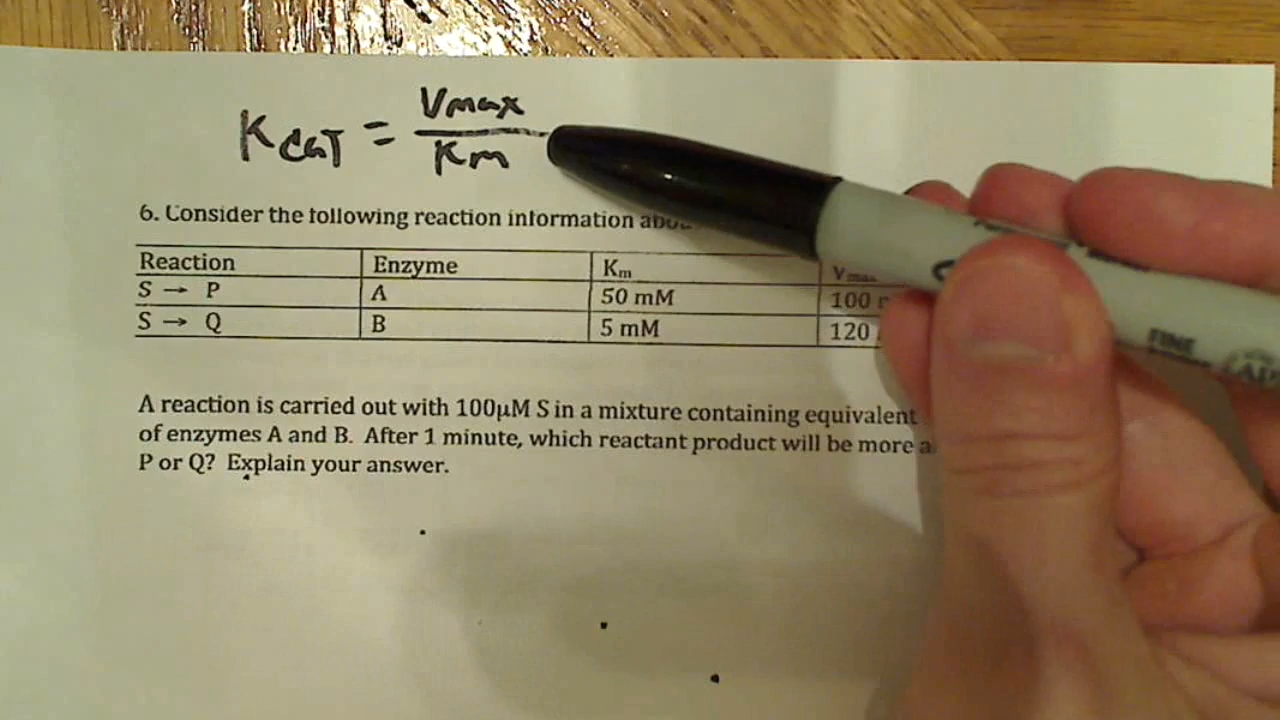 Kcat = Vmax
Km
6. Consider the following reaction information
Reaction Enzyme Km Vmax
S → P A 50 mM 100
S → Q B 5 mM 120
A reaction is carried out with 100μM S in a mixture containing equivalent
of enzymes A and B. After 1 minute, which reactant product will be more
P or Q? Explain your answer.
FINE